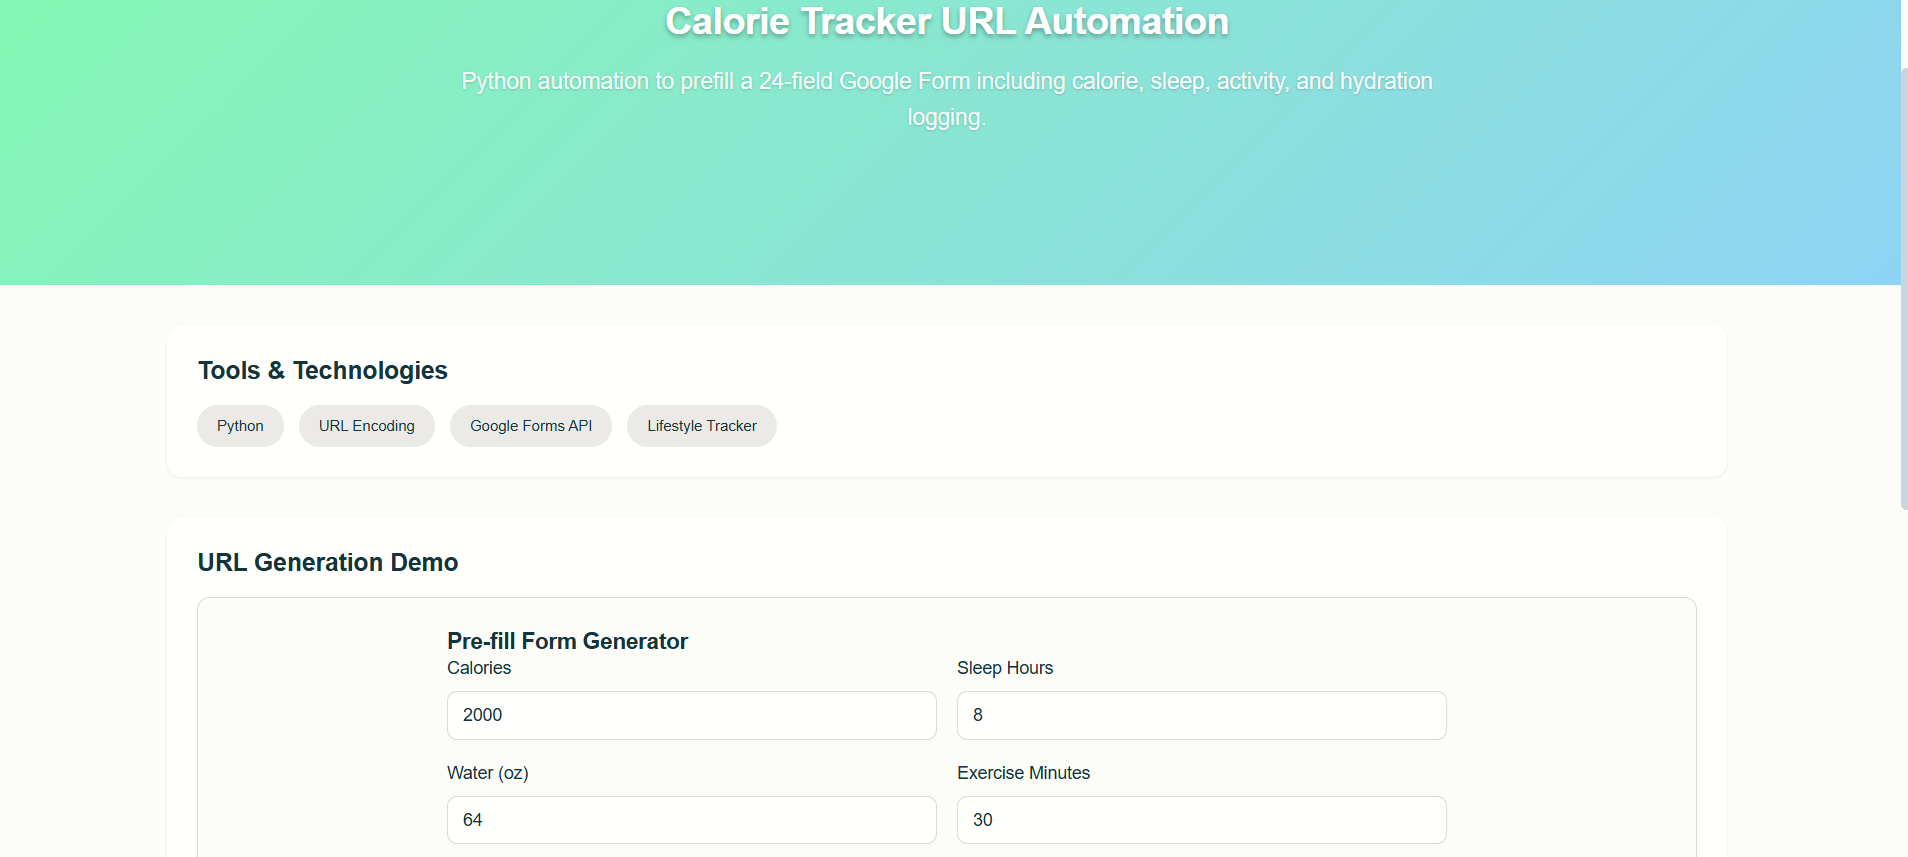 Calorie Tracker URL Automation
Python automation to prefill a 24-field Google Form including calorie, sleep, activity, and hydration
logging.
Tools & Technologies
Python
URL Encoding
Google Forms API
Lifestyle Tracker
URL Generation Demo
Pre-fill Form Generator
Calories
Sleep Hours
2000
8
Water (oz)
Exercise Minutes
64
30